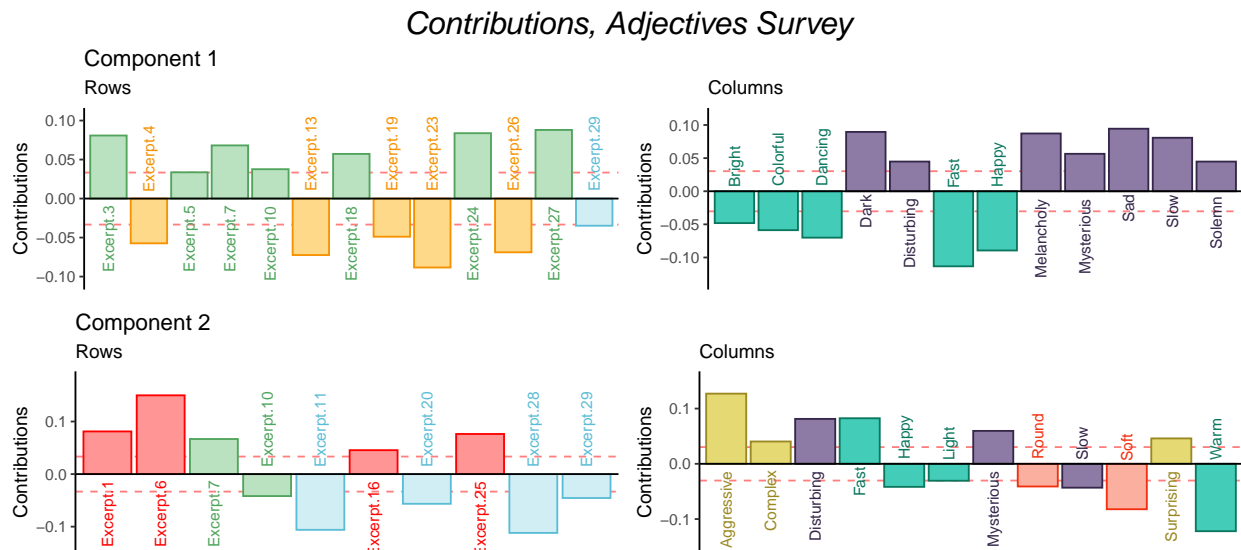 Contributions, Adjectives Survey
Component 1
Rows
Contributions
0.10
0.05
0.00
−0.05
−0.10
Excerpt.3
Excerpt.4
Excerpt.5
Excerpt.7
Excerpt.10
Excerpt.13
Excerpt.18
Excerpt.19
Excerpt.23
Excerpt.24
Excerpt.26
Excerpt.27
Excerpt.29
Columns
Contributions
0.10
0.05
0.00
−0.05
−0.10
Bright
Colorful
Dancing
Dark
Disturbing
Fast
Happy
Melancholy
Mysterious
Sad
Slow
Solemn
Component 2
Rows
Contributions
0.1
0.0
−0.1
Excerpt.1
Excerpt.6
Excerpt.7
Excerpt.10
Excerpt.11
Excerpt.16
Excerpt.20
Excerpt.25
Excerpt.28
Excerpt.29
Columns
Contributions
0.1
0.0
−0.1
Aggressive
Complex
Disturbing
Fast
Happy
Light
Mysterious
Round
Slow
Soft
Surprising
Warm